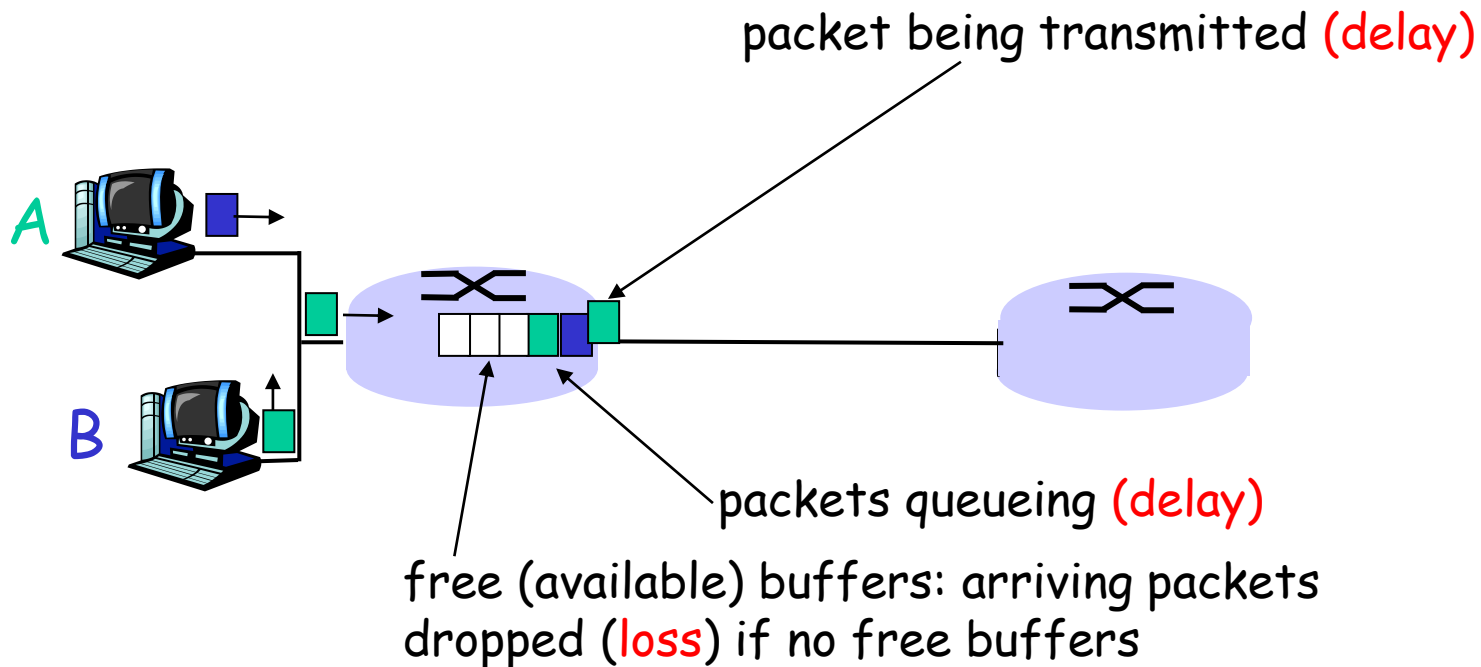 packet being transmitted (delay)
A
B
packets queueing (delay)
free (available) buffers: arriving packets
dropped (loss) if no free buffers